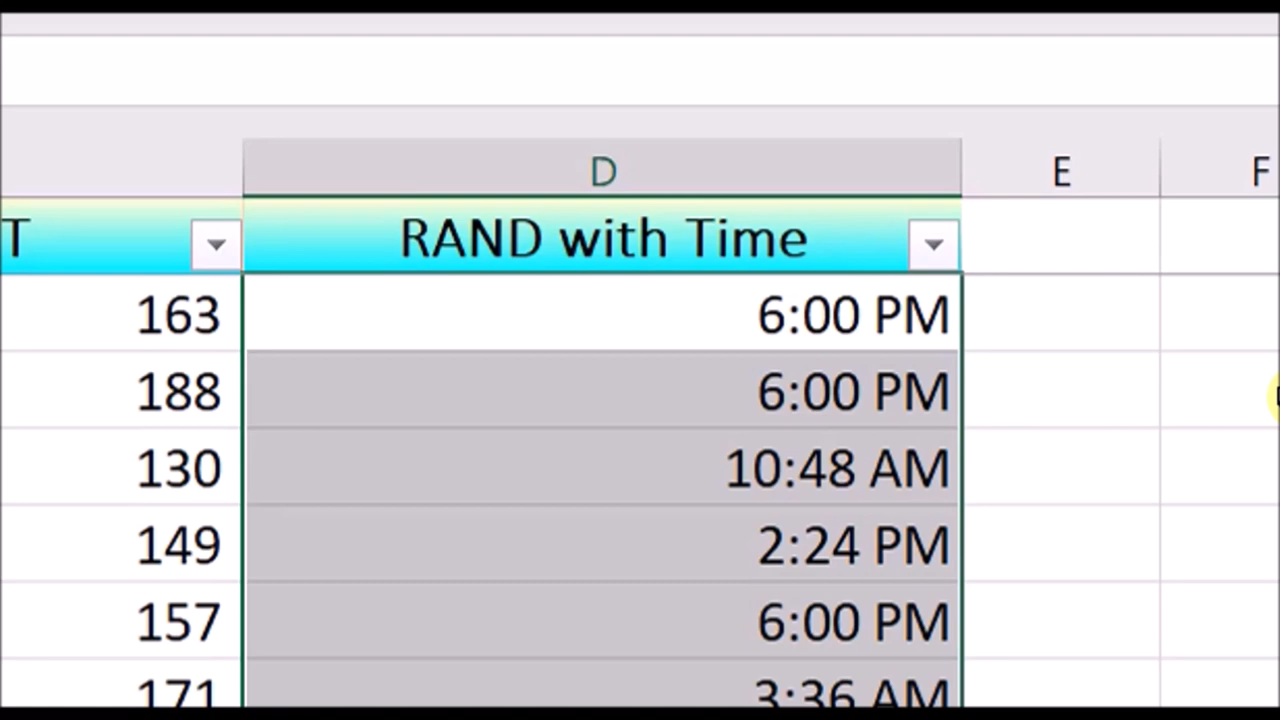 D E F
T RAND with Time
163 6:00 PM
188 6:00 PM
130 10:48 AM
149 2:24 PM
157 6:00 PM
171 3:36 AM